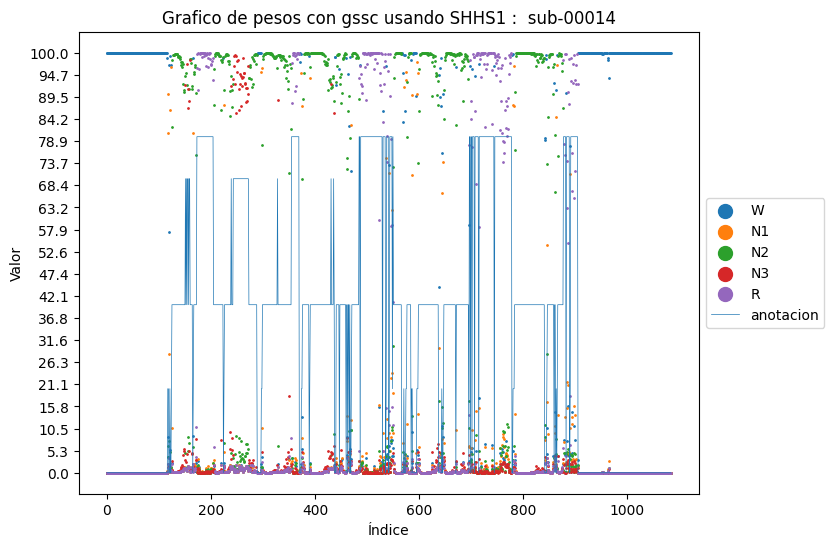 Grafico de pesos con gssc usando SHHS1 :  sub-00014
100.0
94.7
89.5
84.2
78.9
73.7
68.4
63.2
57.9
52.6
47.4
42.1
36.8
31.6
26.3
21.1
15.8
10.5
5.3
0.0
Valor
0
200
400
600
800
1000
Índice
W
N1
N2
N3
R
anotacion